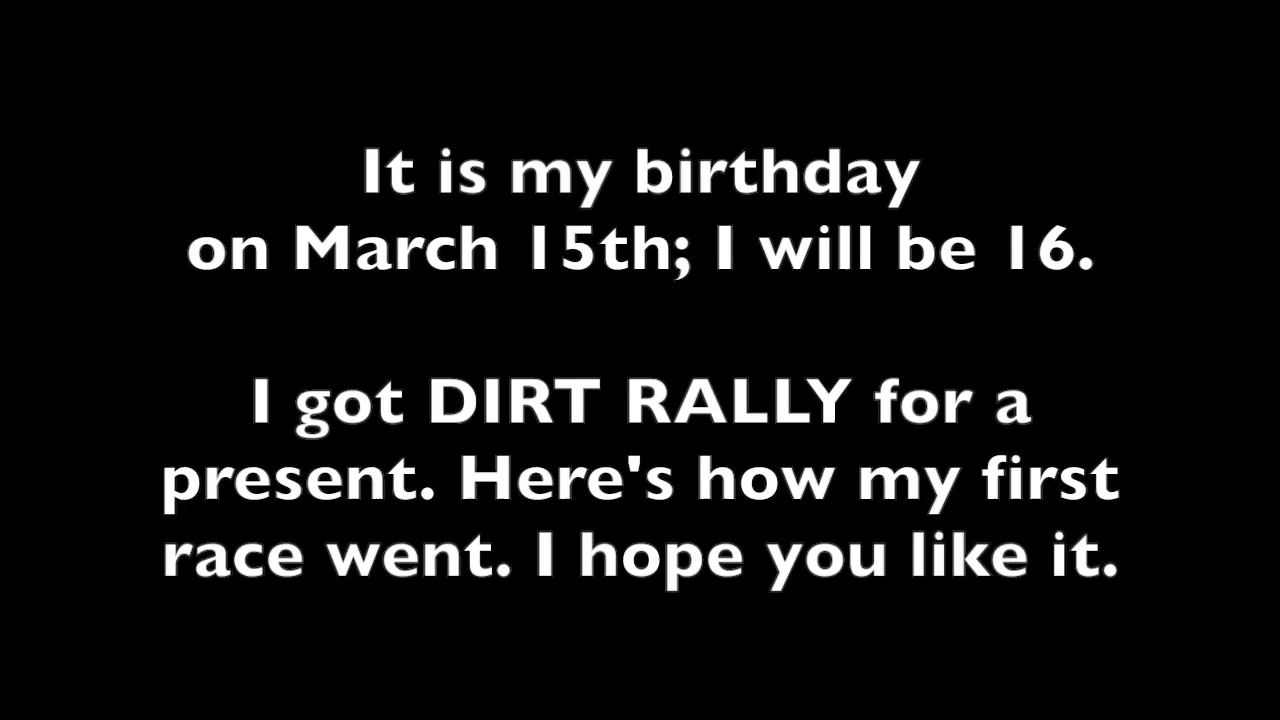 It is my birthday
on March 15th; I will be 16.
I got DIRT RALLY for a
present. Here's how my first
race went. I hope you like it.